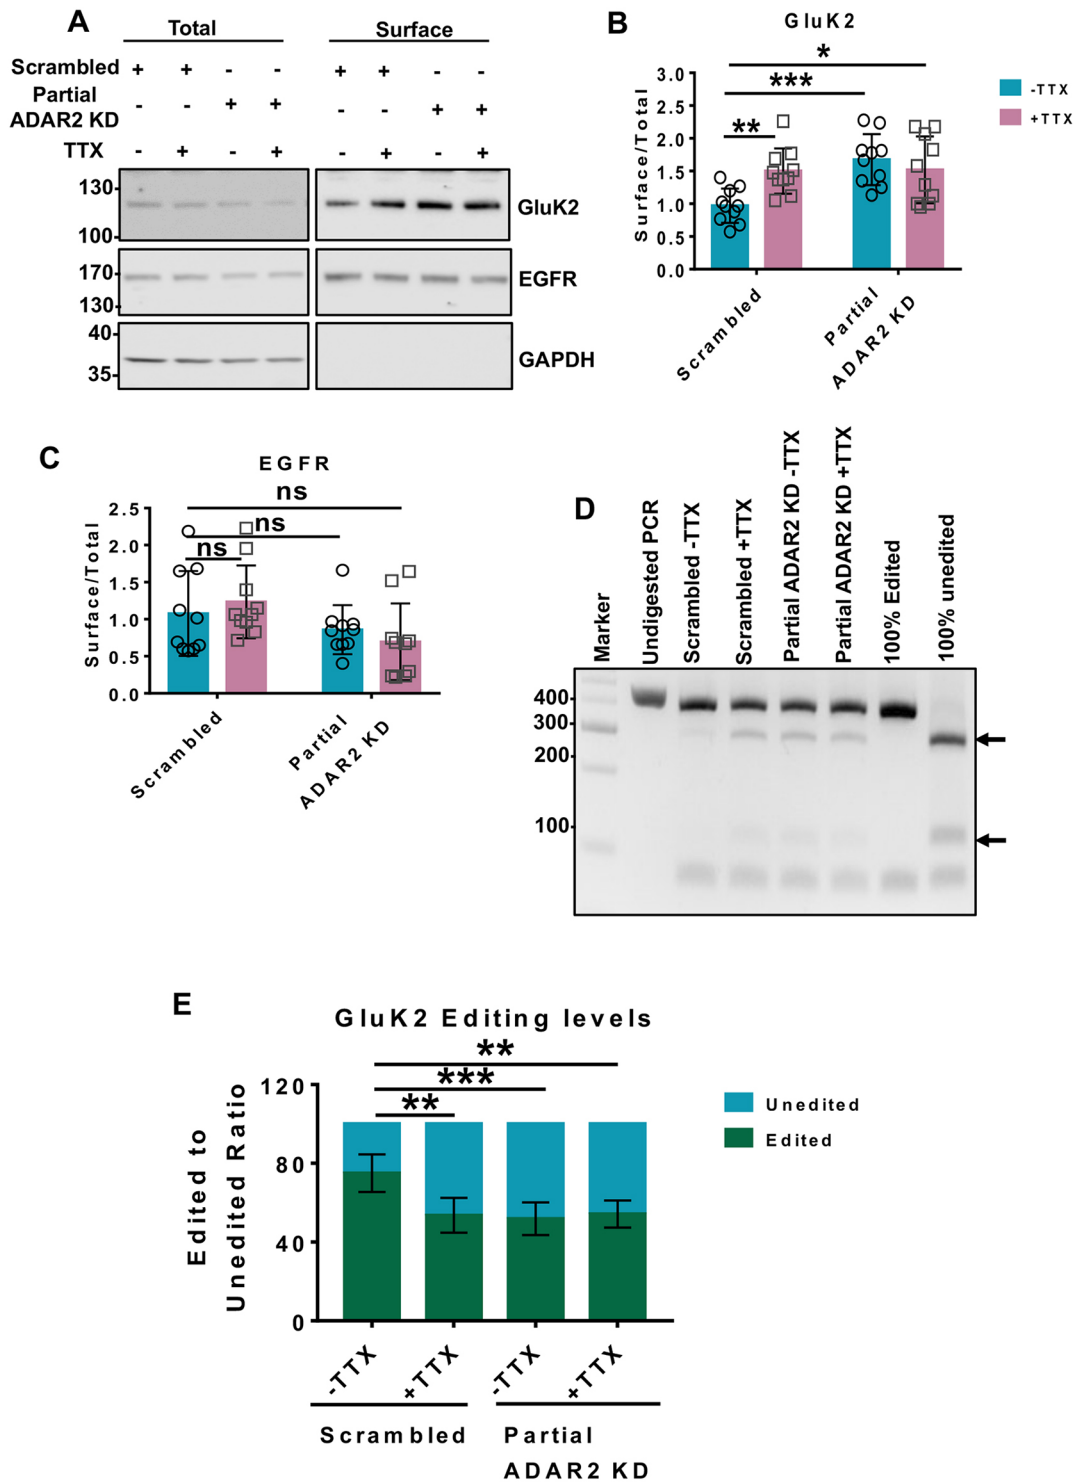 A
Total
Surface
Scrambled + + - - + + - -
Partial
ADAR2 KD - - + + - - + +
TTX - + - + - + - +
130
100
GluK2
170
130
EGFR
40
35
GAPDH
B
GluK2
*
***
**
Surface/Total
3.0
2.5
2.0
1.5
1.0
0.5
0.0
Scrambled
Partial
ADAR2 KD
-TTX
+TTX
C
EGFR
ns
ns
ns
Surface/Total
2.5
2.0
1.5
1.0
0.5
0.0
Scrambled
Partial
ADAR2 KD
D
Marker
Undigested PCR
Scrambled -TTX
Scrambled +TTX
Partial ADAR2 KD -TTX
Partial ADAR2 KD +TTX
100% Edited
100% unedited
400
300
200
100
E
GluK2 Editing levels
**
***
**
Edited to
Unedited Ratio
120
80
40
0
-TTX
+TTX
-TTX
+TTX
Scrambled
Partial
ADAR2 KD
Unedited
Edited